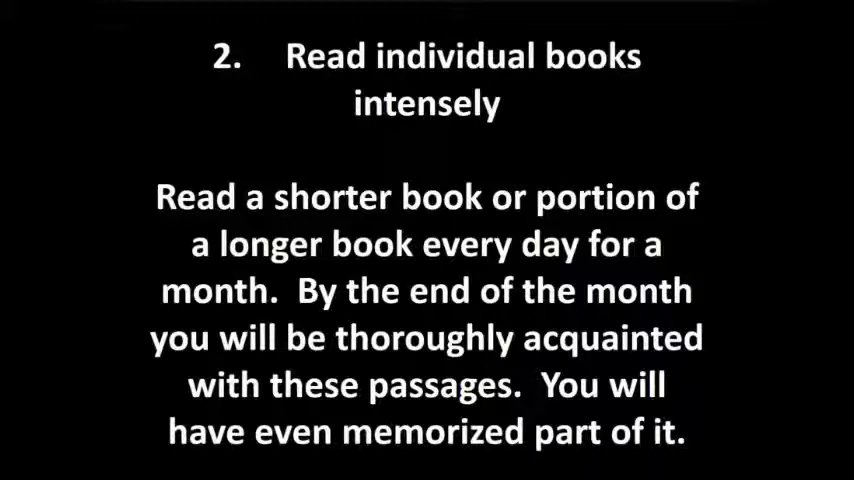 2. Read individual books
intensely
Read a shorter book or portion of
a longer book every day for a
month. By the end of the month
you will be thoroughly acquainted
with these passages. You will
have even memorized part of it.